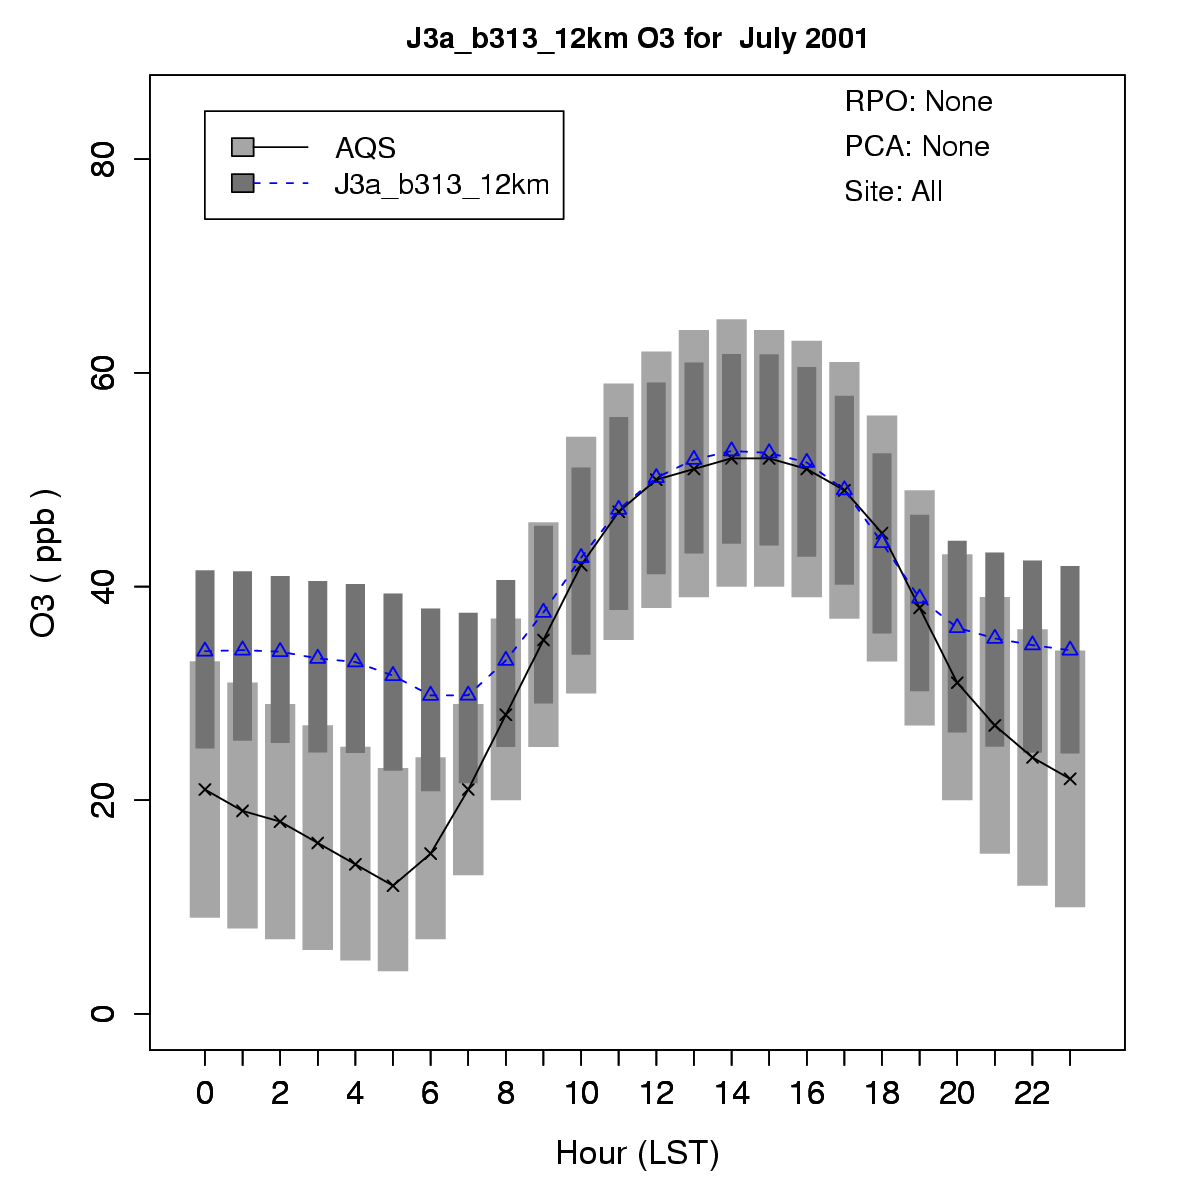 J3a_b313_12km O3 for  July 2001
RPO: None
PCA: None
Site: All
AQS
J3a_b313_12km
O3 ( ppb )
80
60
40
20
0
0 2 4 6 8 10 12 14 16 18 20 22
Hour (LST)